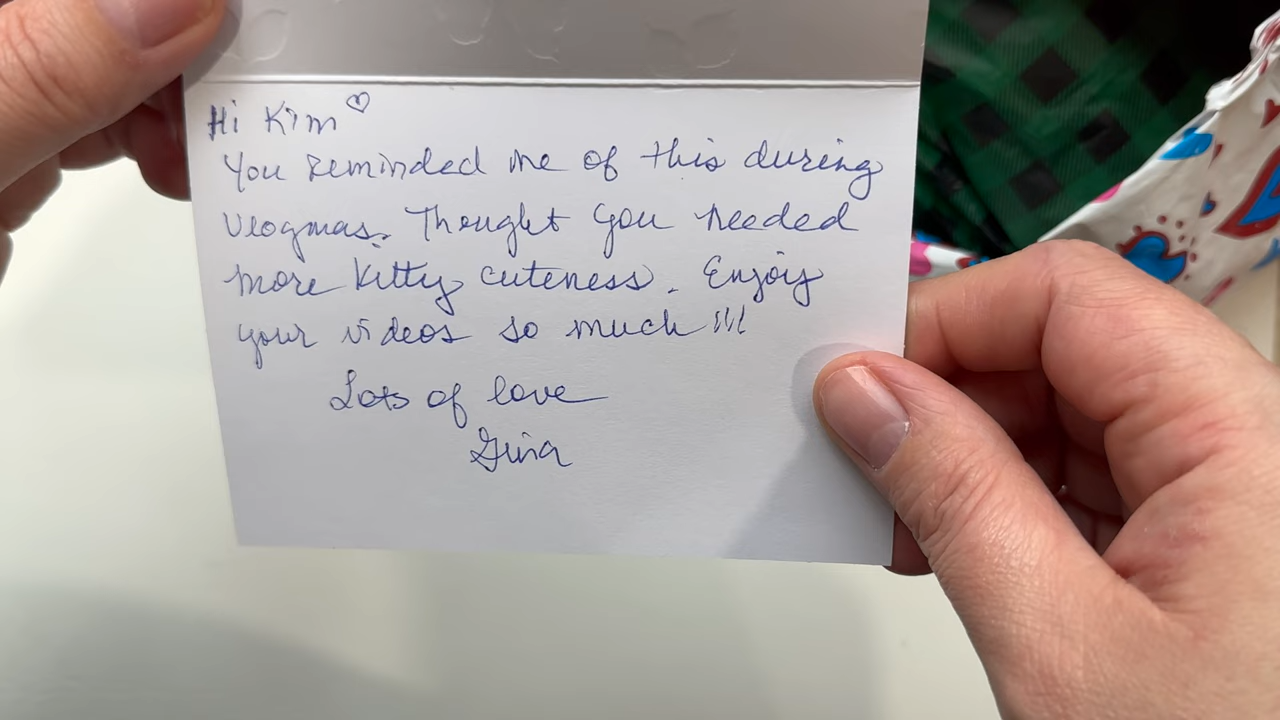 Hi Kim ♡
You reminded me of this during
Vlogmas. Thought you needed
more kitty cuteness. Enjoy
your videos so much!!!
Lots of love
Gina